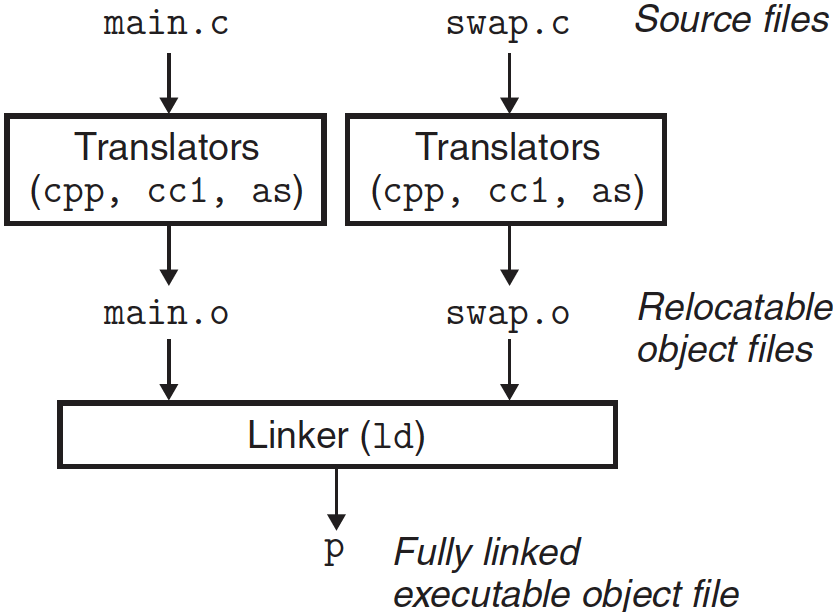 main.c swap.c Source files
Translators Translators
(cpp, cc1, as) (cpp, cc1, as)
main.o swap.o Relocatable
object files
Linker (ld)
p Fully linked
executable object file